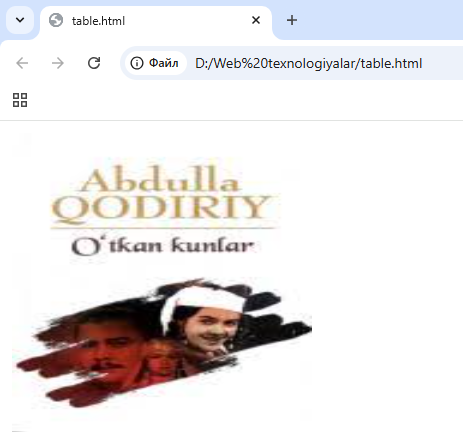 table.html
Файл
D:/Web%20texnologiyalar/table.html
Abdulla
QODIRIY
O‘tkan kunlar